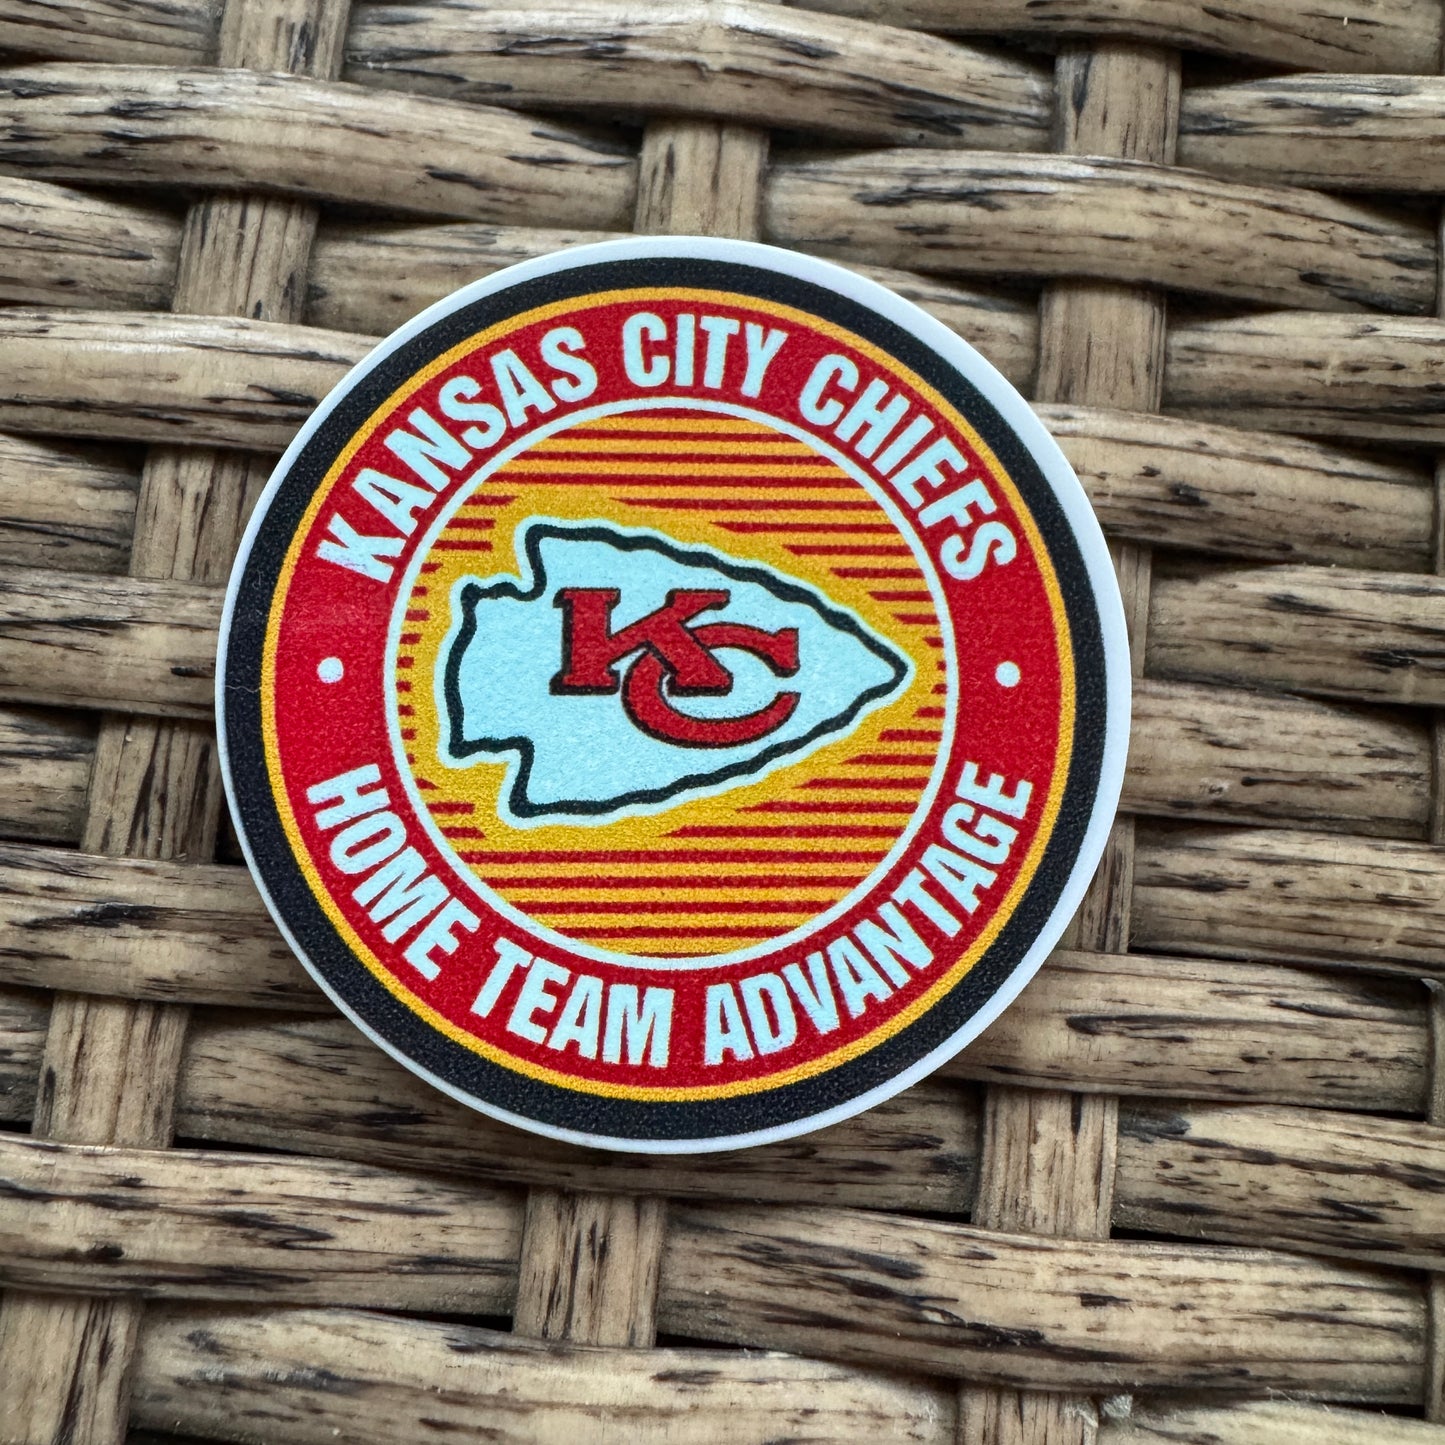 KANSAS CITY CHIEFS
KC
HOME TEAM ADVANTAGE